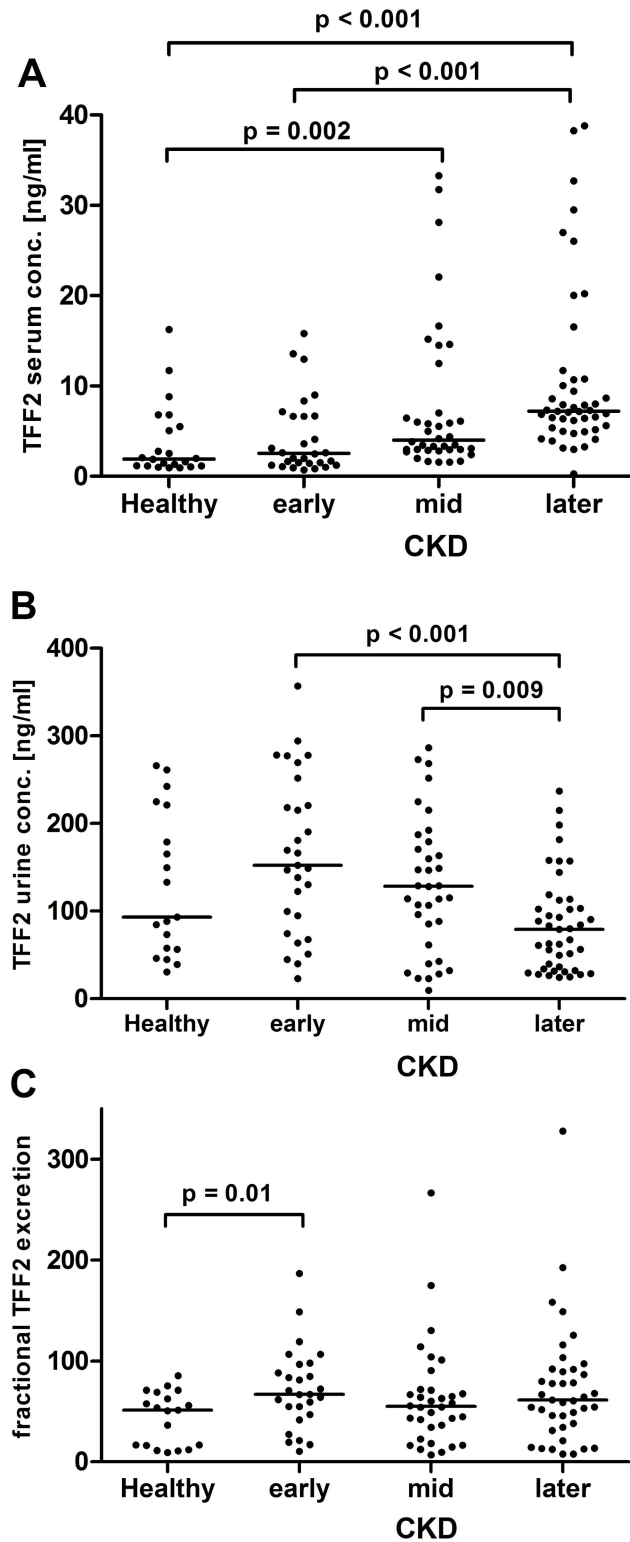 p < 0.001
A
p < 0.001
p = 0.002
TFF2 serum conc. [ng/ml]
40
30
20
10
0
Healthy early mid later
CKD
B
p < 0.001
p = 0.009
TFF2 urine conc. [ng/ml]
400
300
200
100
0
Healthy early mid later
CKD
C
p = 0.01
fractional TFF2 excretion
300
200
100
0
Healthy early mid later
CKD